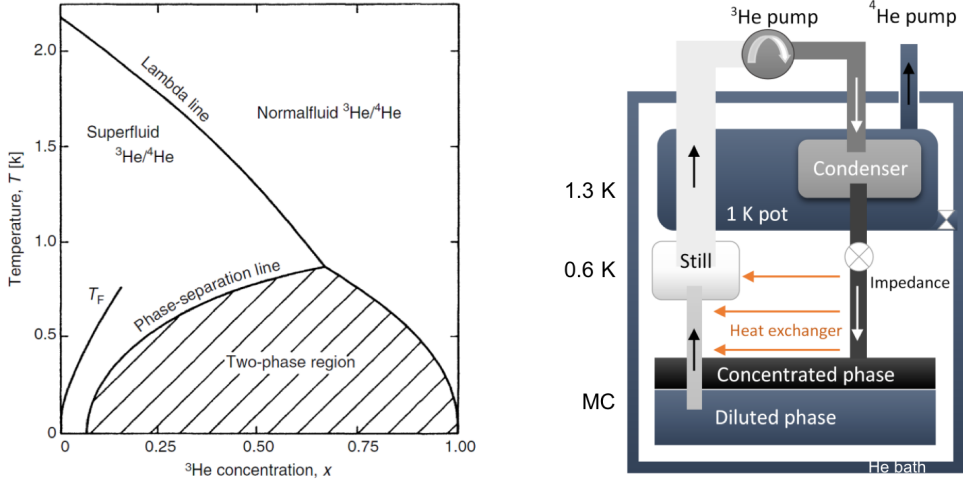 2.0
1.5
1.0
0.5
0
Temperature, T [k]
Lambda line
Normalfluid ³He/⁴He
Superfluid
³He/⁴He
T_F
Phase-separation line
Two-phase region
0
0.25
0.50
0.75
1.00
³He concentration, x
³He pump
⁴He pump
Condenser
1.3 K
1 K pot
0.6 K
Still
Impedance
Heat exchanger
Concentrated phase
MC
Diluted phase
He bath